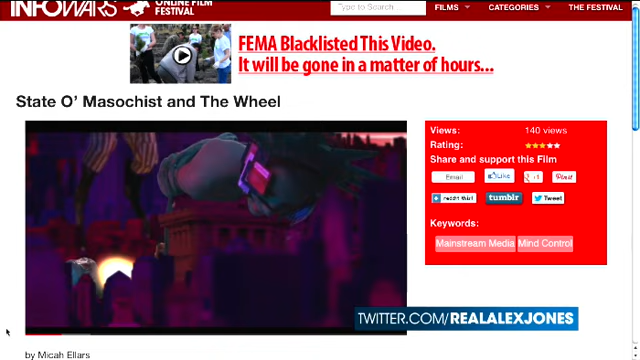 INFOWARS
ONLINE FILM
FESTIVAL
Type to Search...
FILMS
CATEGORIES
THE FESTIVAL
FEMA Blacklisted This Video.
It will be gone in a matter of hours...
State O' Masochist and The Wheel
Views: 140 views
Rating:
Share and support this Film
Email
Like
+1
Pin it
reddit this!
tumblr
Tweet
Keywords:
Mainstream Media
Mind Control
TWITTER.COM/REALALEXJONES
by Micah Ellars